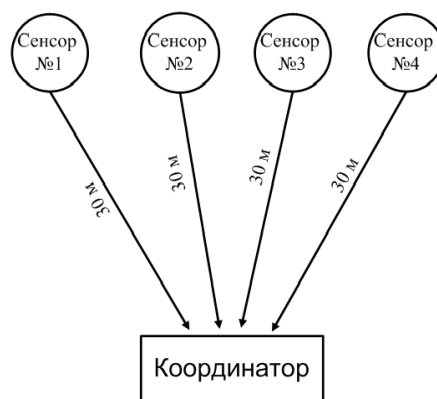 Сенсор
№1
Сенсор
№2
Сенсор
№3
Сенсор
№4
30 м
30 м
30 м
30 м
Координатор